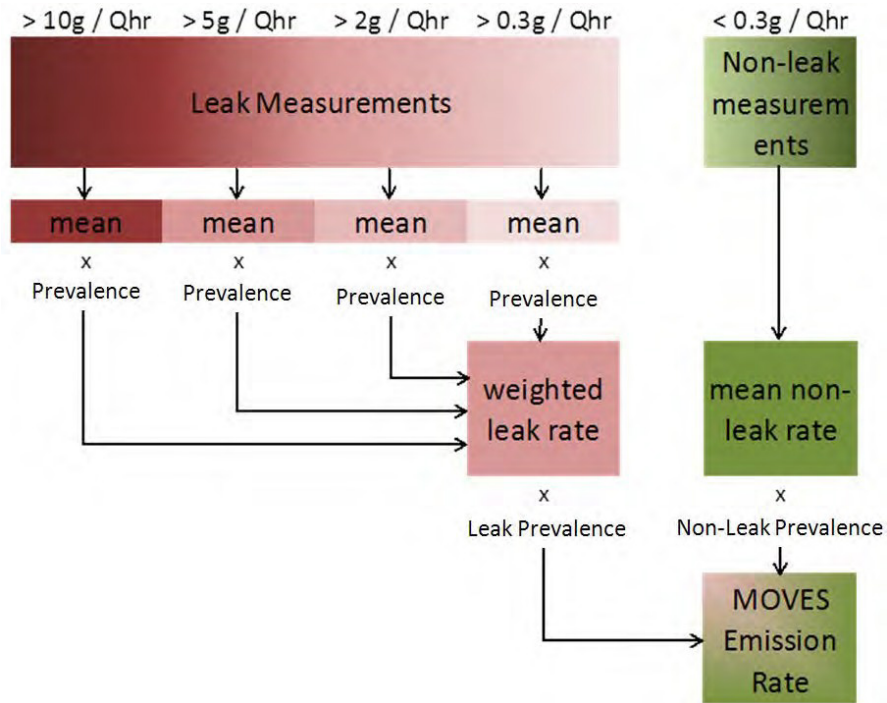 > 10g / Qhr > 5g / Qhr > 2g / Qhr > 0.3g / Qhr < 0.3g / Qhr
Leak Measurements
Non-leak
measurem
ents
mean mean mean mean
x x x x
Prevalence Prevalence Prevalence Prevalence
weighted
leak rate
mean non-
leak rate
x x
Leak Prevalence Non-Leak Prevalence
MOVES
Emission
Rate